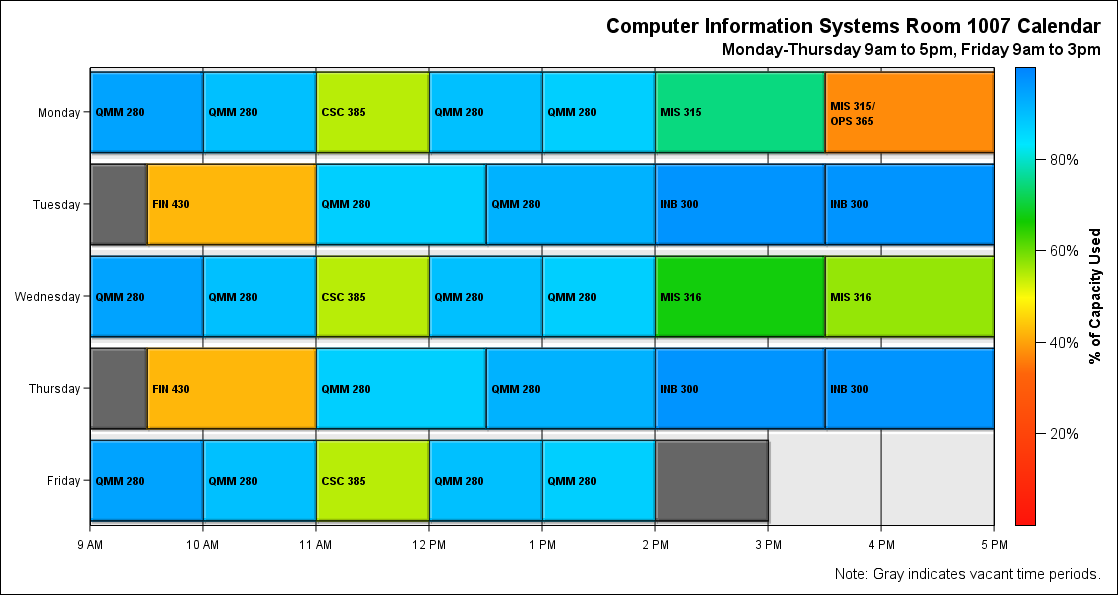 Computer Information Systems Room 1007 Calendar
Monday-Thursday 9am to 5pm, Friday 9am to 3pm
Monday
QMM 280
QMM 280
CSC 385
QMM 280
QMM 280
MIS 315
MIS 315/
OPS 365
Tuesday
FIN 430
QMM 280
QMM 280
INB 300
INB 300
Wednesday
QMM 280
QMM 280
CSC 385
QMM 280
QMM 280
MIS 316
MIS 316
Thursday
FIN 430
QMM 280
QMM 280
INB 300
INB 300
Friday
QMM 280
QMM 280
CSC 385
QMM 280
QMM 280
9 AM
10 AM
11 AM
12 PM
1 PM
2 PM
3 PM
4 PM
5 PM
80%
60%
40%
20%
% of Capacity Used
Note: Gray indicates vacant time periods.